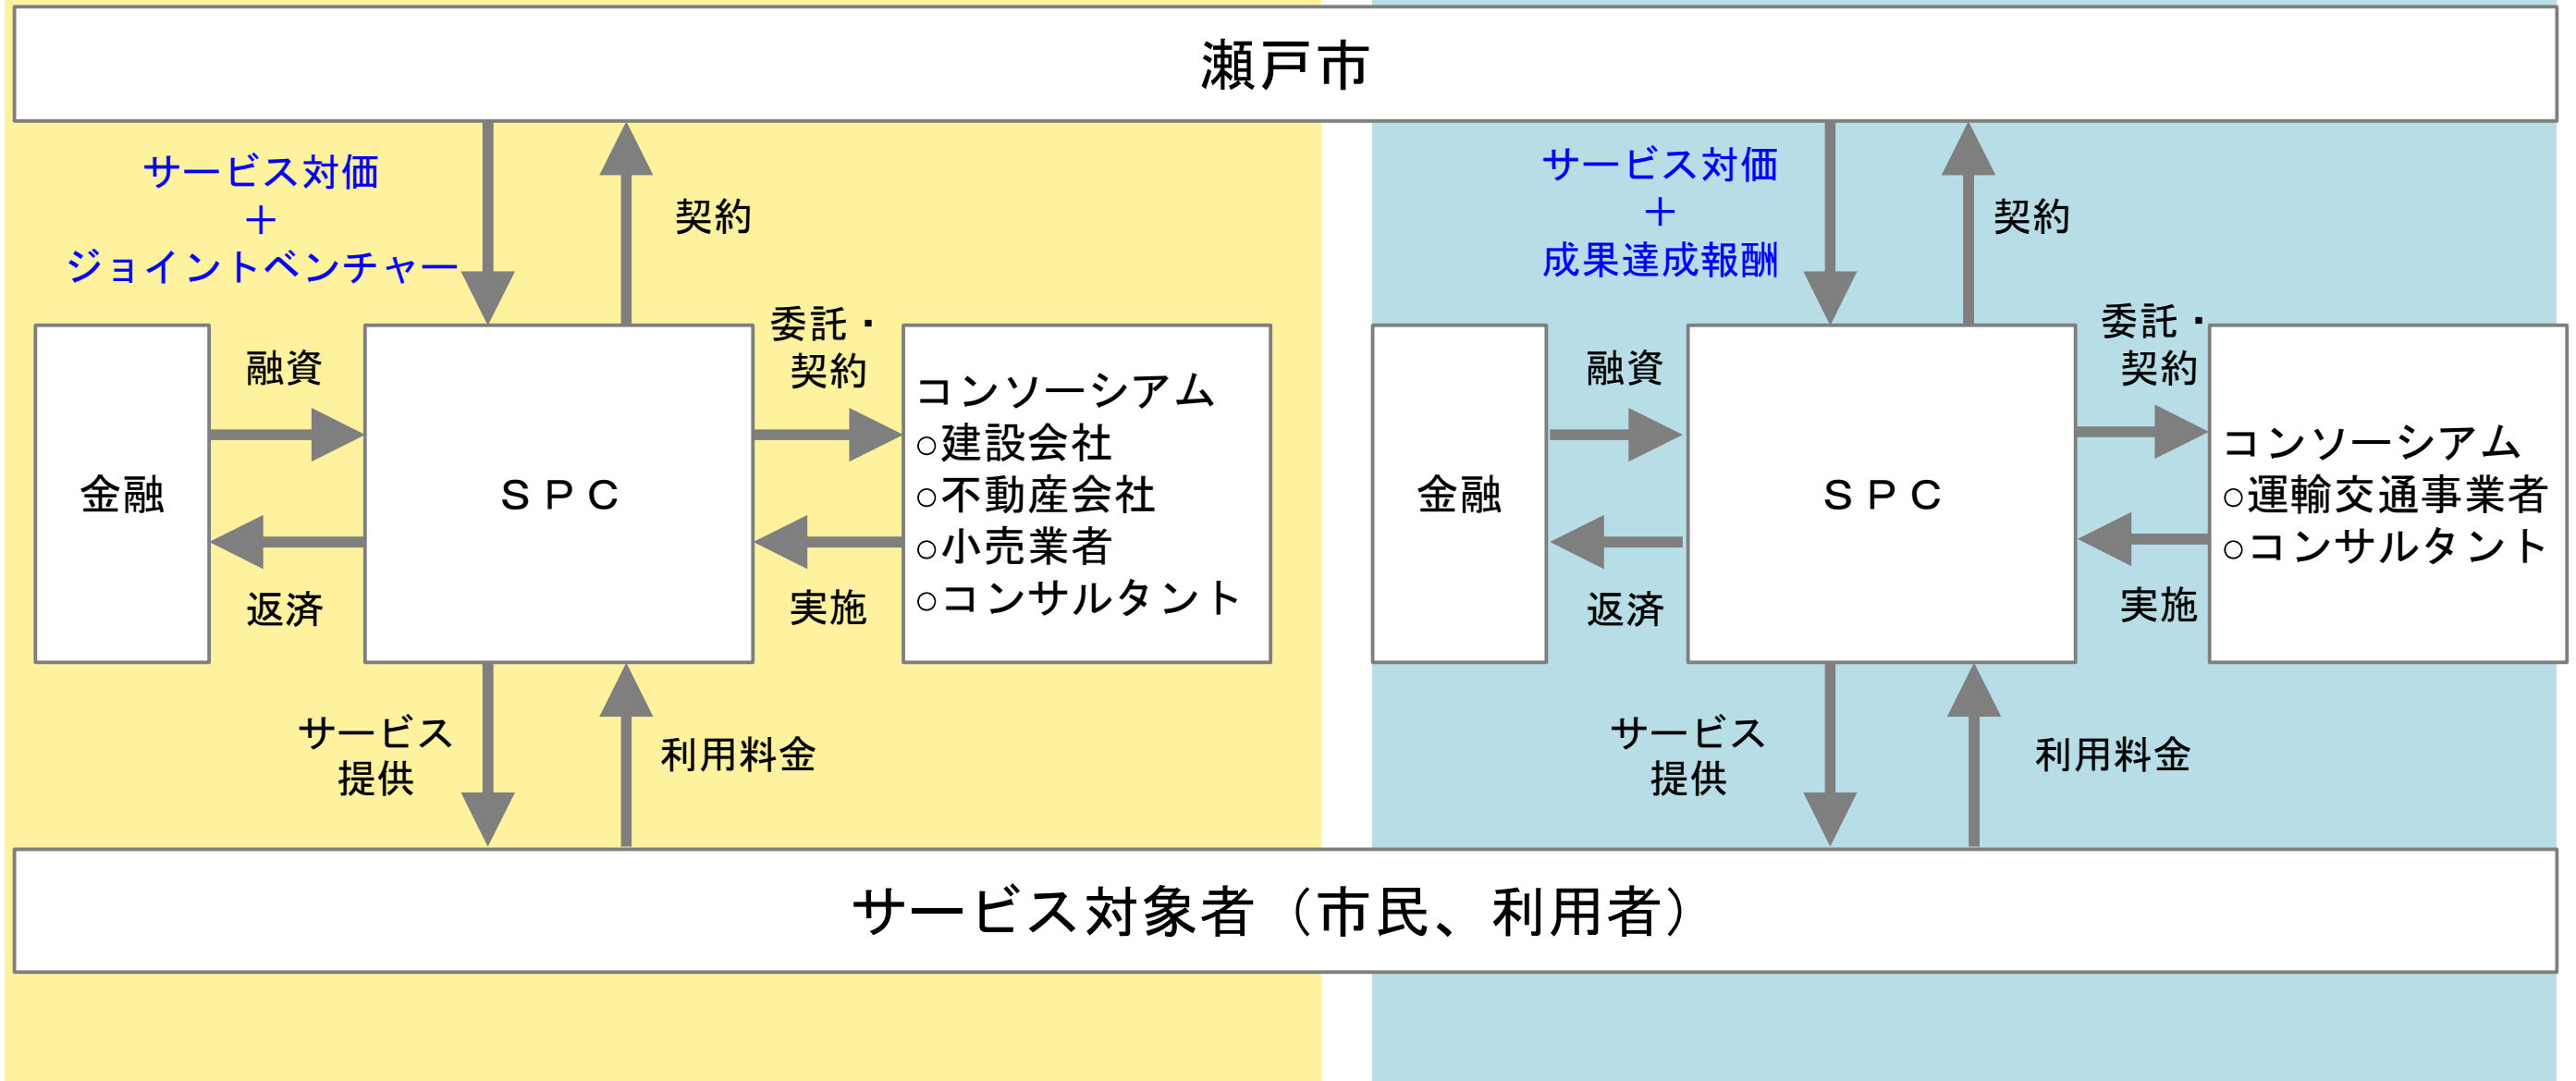 瀬戸市
サービス対価
＋
ジョイントベンチャー
契約
委託・
契約
融資
金融
返済
ＳＰＣ
コンソーシアム
○建設会社
○不動産会社
○小売業者
○コンサルタント
実施
サービス
提供
利用料金
サービス対価
＋
成果達成報酬
契約
委託・
契約
融資
金融
返済
ＳＰＣ
コンソーシアム
○運輸交通事業者
○コンサルタント
実施
サービス
提供
利用料金
サービス対象者（市民、利用者）